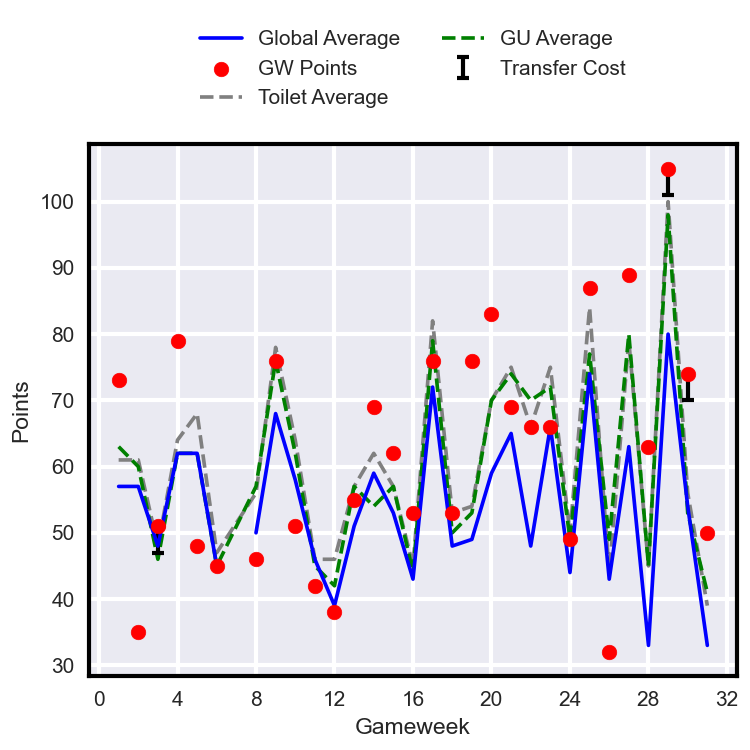 Global Average
GW Points
Toilet Average
GU Average
Transfer Cost
100
90
80
70
60
50
40
30
Points
0 4 8 12 16 20 24 28 32
Gameweek